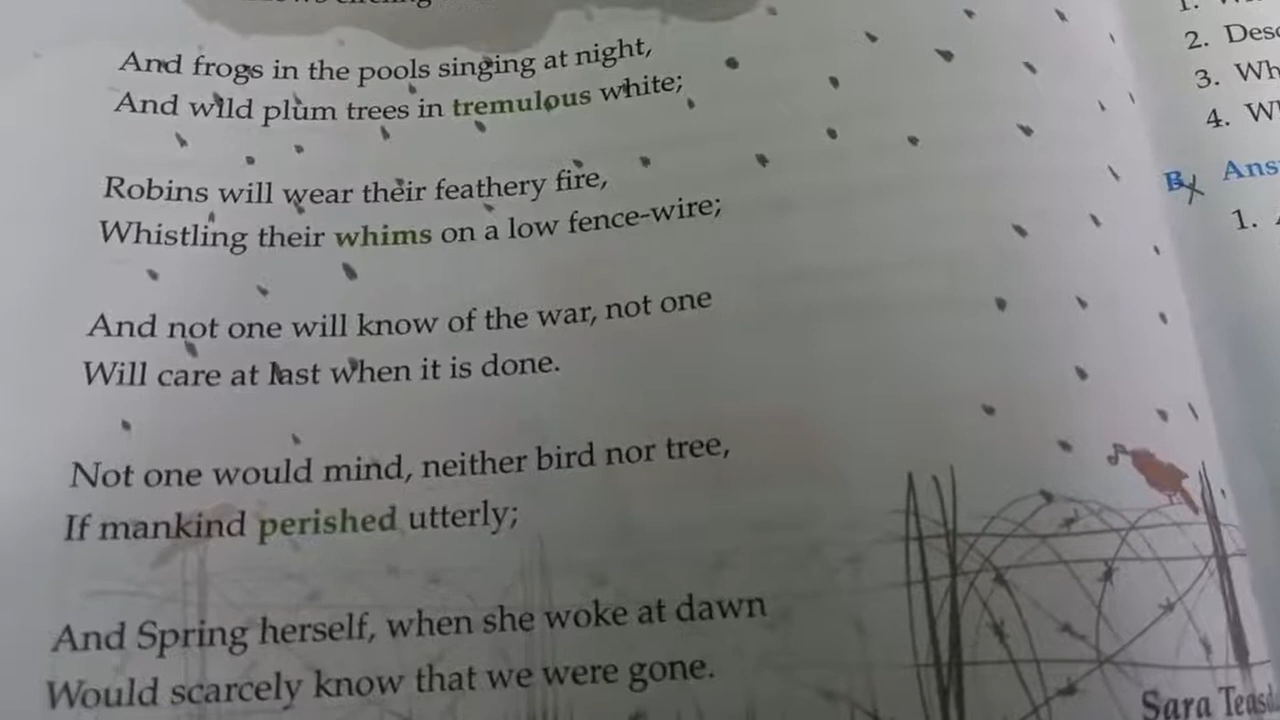 And frogs in the pools singing at night,
And wild plum trees in tremulous white;
Robins will wear their feathery fire,
Whistling their whims on a low fence-wire;
And not one will know of the war, not one
Will care at last when it is done.
Not one would mind, neither bird nor tree,
If mankind perished utterly;
And Spring herself, when she woke at dawn
Would scarcely know that we were gone.
Sara
1.
2.
3.
4.
B
1.